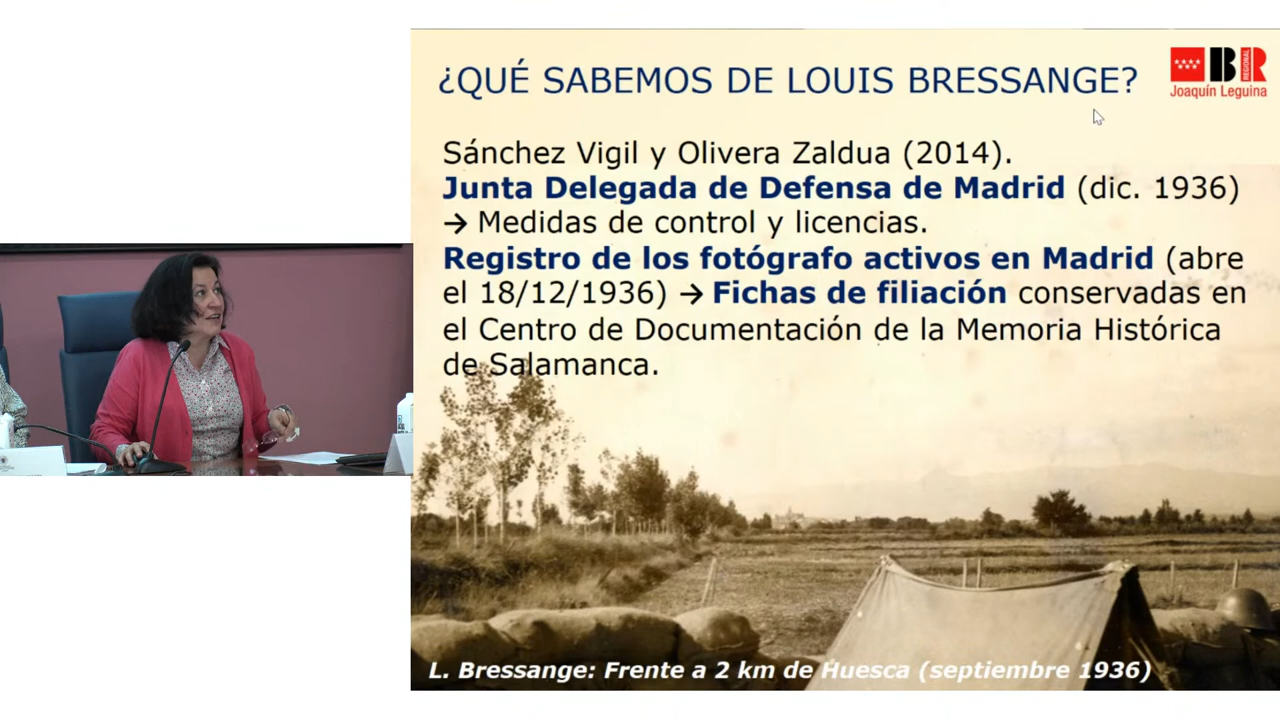 ¿QUÉ SABEMOS DE LOUIS BRESSANGE?
BR
REGIONAL
Joaquín Leguina
Sánchez Vigil y Olivera Zaldua (2014).
Junta Delegada de Defensa de Madrid (dic. 1936)
→ Medidas de control y licencias.
Registro de los fotógrafo activos en Madrid (abre
el 18/12/1936) → Fichas de filiación conservadas en
el Centro de Documentación de la Memoria Histórica
de Salamanca.
L. Bressange: Frente a 2 km de Huesca (septiembre 1936)